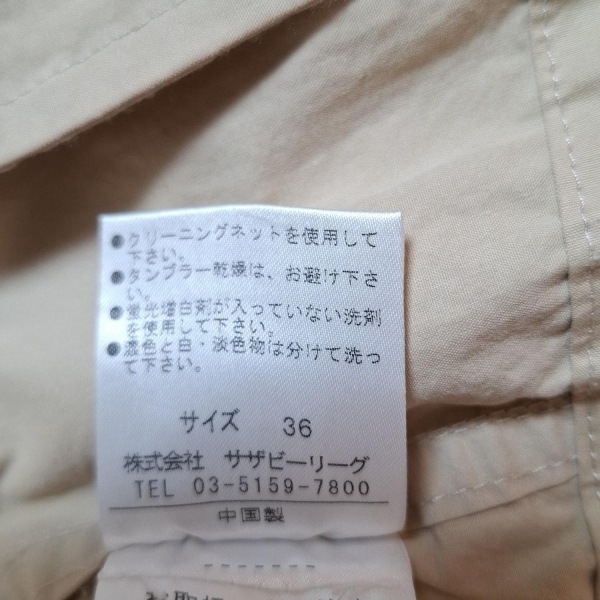 ●クリーニングネットを使用して
下さい。
●タンブラー乾燥は、お避け下さ
い。
●蛍光増白剤が入っていない洗剤
を使用して下さい。
●濃色と白・淡色物は分けて洗っ
て下さい。
サイズ 36
株式会社 サザビーリーグ
TEL 03-5159-7800
中国製
-------
お取扱